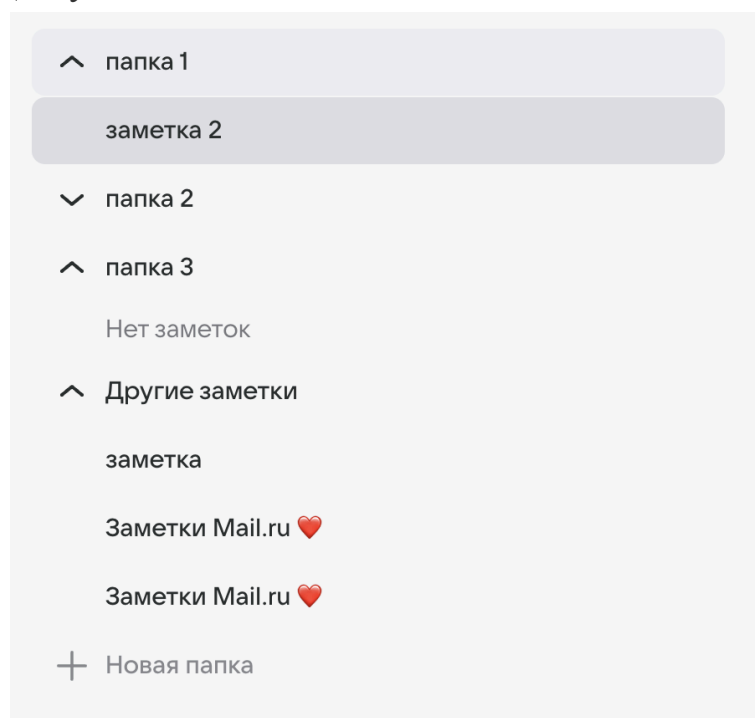 папка 1
заметка 2
папка 2
папка 3
Нет заметок
Другие заметки
заметка
Заметки Mail.ru ❤️
Заметки Mail.ru ❤️
Новая папка